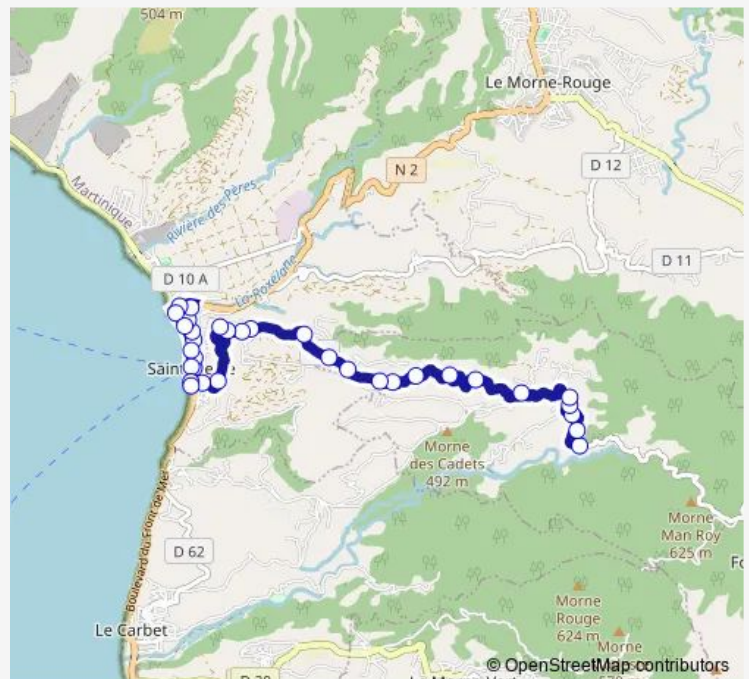 504 m
Le Morne-Rouge
N 2
D 12
Martinique
Rivière des Pères
D 11
D 10 A
La Roxelane
Morne
des Cadets
492 m
Morne
Man Roy
625 m
Boulevard du Front de Mer
D 62
Morne
Rouge
624 m
Le Carbet
Morne
© OpenStreetMap contributors